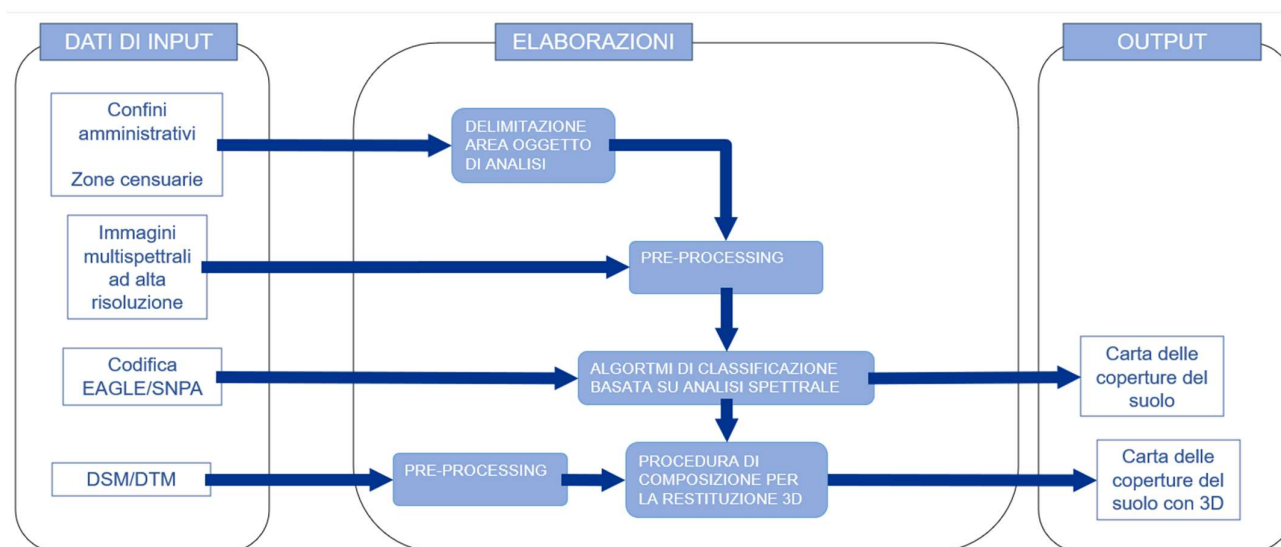 DATI DI INPUT
ELABORAZIONI
OUTPUT
Confini
amministrativi
Zone censuarie
DELIMITAZIONE
AREA OGGETTO
DI ANALISI
Immagini
multispettrali
ad alta
risoluzione
PRE-PROCESSING
Codifica
EAGLE/SNPA
ALGORTMI DI CLASSIFICAZIONE
BASATA SU ANALISI SPETTRALE
Carta delle
coperture del
suolo
DSM/DTM
PRE-PROCESSING
PROCEDURA DI
COMPOSIZIONE PER
LA RESTITUZIONE 3D
Carta delle
coperture del
suolo con 3D